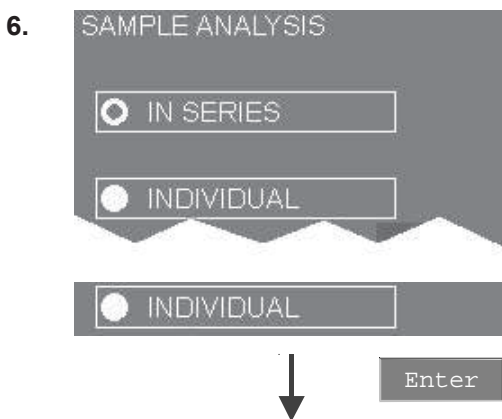 6.
SAMPLE ANALYSIS
IN SERIES
INDIVIDUAL
INDIVIDUAL
Enter